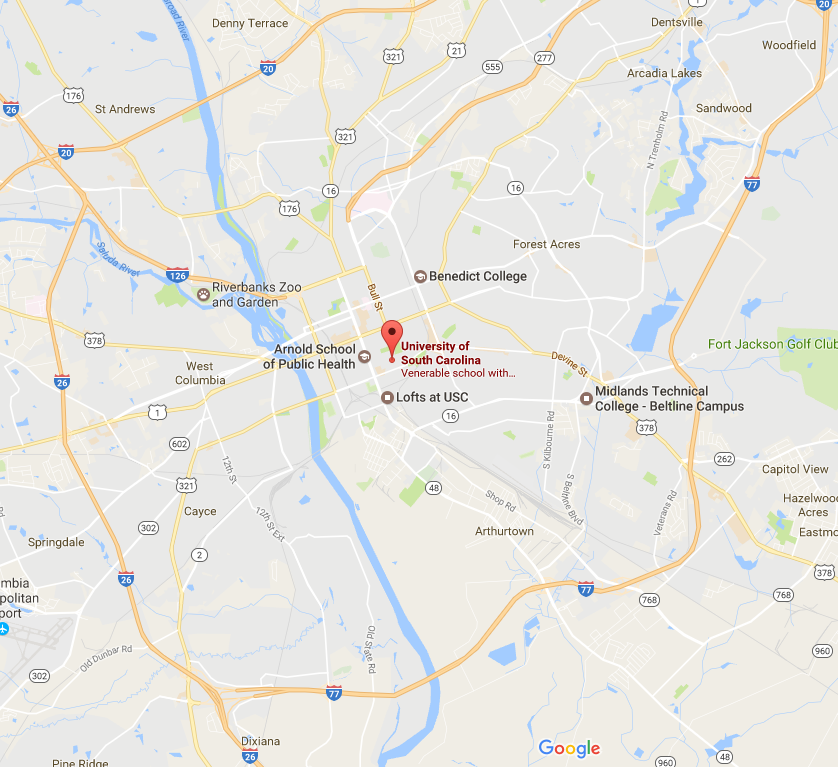 Broad River
Denny Terrace
1
20
Dentsville
321
21
555
277
Woodfield
20
Arcadia Lakes
176
26
St Andrews
Sandwood
321
N Trenholm Rd
20
16
16
77
176
Forest Acres
Saluda River
126
Benedict College
Riverbanks Zoo
and Garden
Bull St
378
University of
South Carolina
Venerable school with...
Arnold School
of Public Health
Devine St
Fort Jackson Golf Club
West
Columbia
26
Lofts at USC
Midlands Technical
College - Beltline Campus
1
16
378
602
S Kilbourne Rd
262
Capitol View
12th St
321
48
S Beltline Blvd
Shop Rd
Veterans Rd
Hazelwood
Acres
Cayce
12th St Ext
302
Arthurtown
Eastmo
Springdale
2
26
378
mbia
politan
port
77
768
768
Old State Rd
Old Dunbar Rd
960
302
77
Dixiana
26
Google
48
Pine Ridge
960